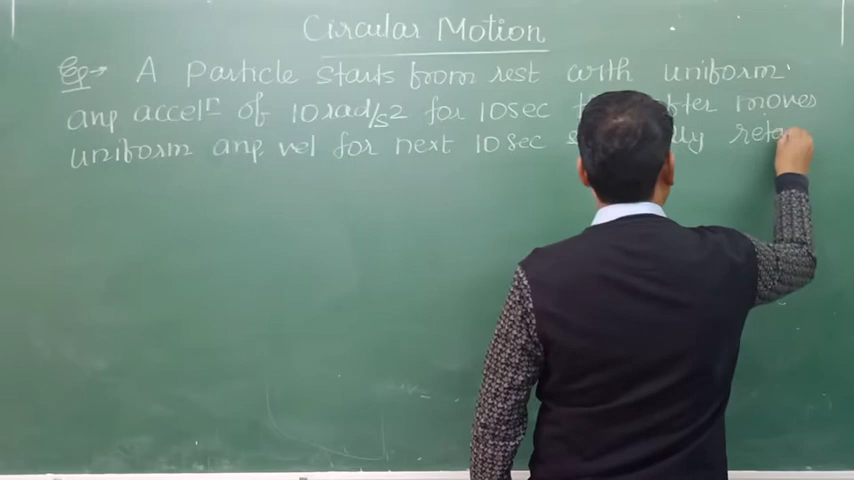 Circular Motion
Eg→ A Particle starts from rest with uniform
ang acceln of 10 rad/s2 for 10 sec moves
uniform ang. vel for next 10 sec